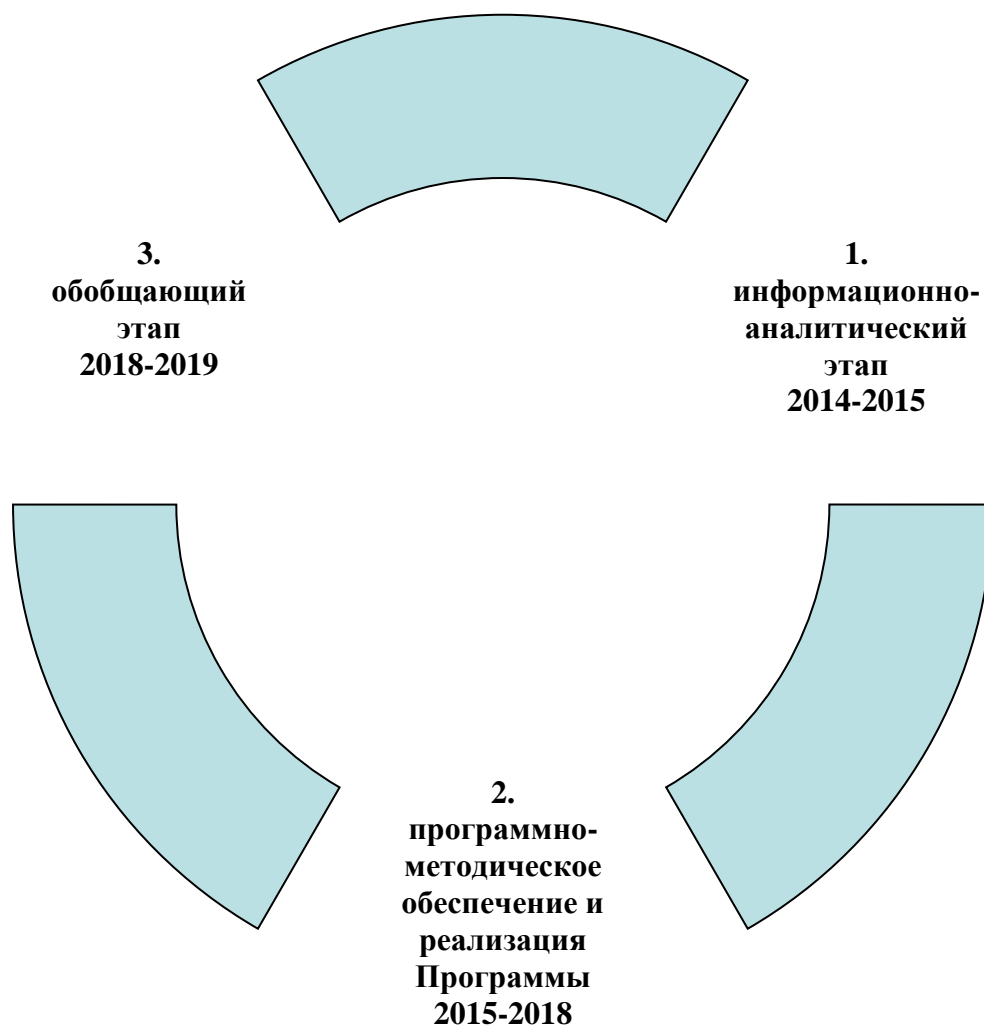 1.
информационно-
аналитический
этап
2014-2015
2.
программно-
методическое
обеспечение и
реализация
Программы
2015-2018
3.
обобщающий
этап
2018-2019